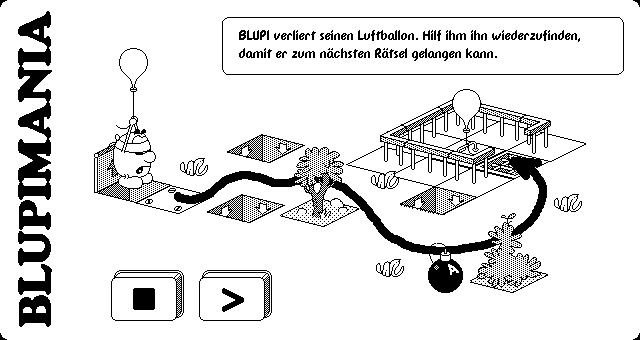 BLUPIMANIA
BLUPI verliert seinen Luftballon. Hilf ihm ihn wiederzufinden,
damit er zum nächsten Rätsel gelangen kann.
A
>